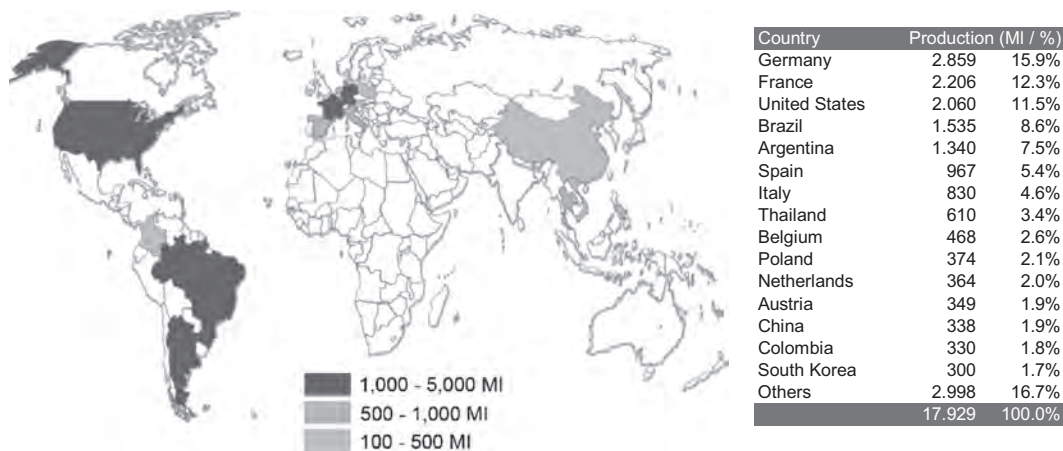 1,000 - 5,000 MI
500 - 1,000 MI
100 - 500 MI
Country Production (MI / %)
Germany 2.859 15.9%
France 2.206 12.3%
United States 2.060 11.5%
Brazil 1.535 8.6%
Argentina 1.340 7.5%
Spain 967 5.4%
Italy 830 4.6%
Thailand 610 3.4%
Belgium 468 2.6%
Poland 374 2.1%
Netherlands 364 2.0%
Austria 349 1.9%
China 338 1.9%
Colombia 330 1.8%
South Korea 300 1.7%
Others 2.998 16.7%
17.929 100.0%